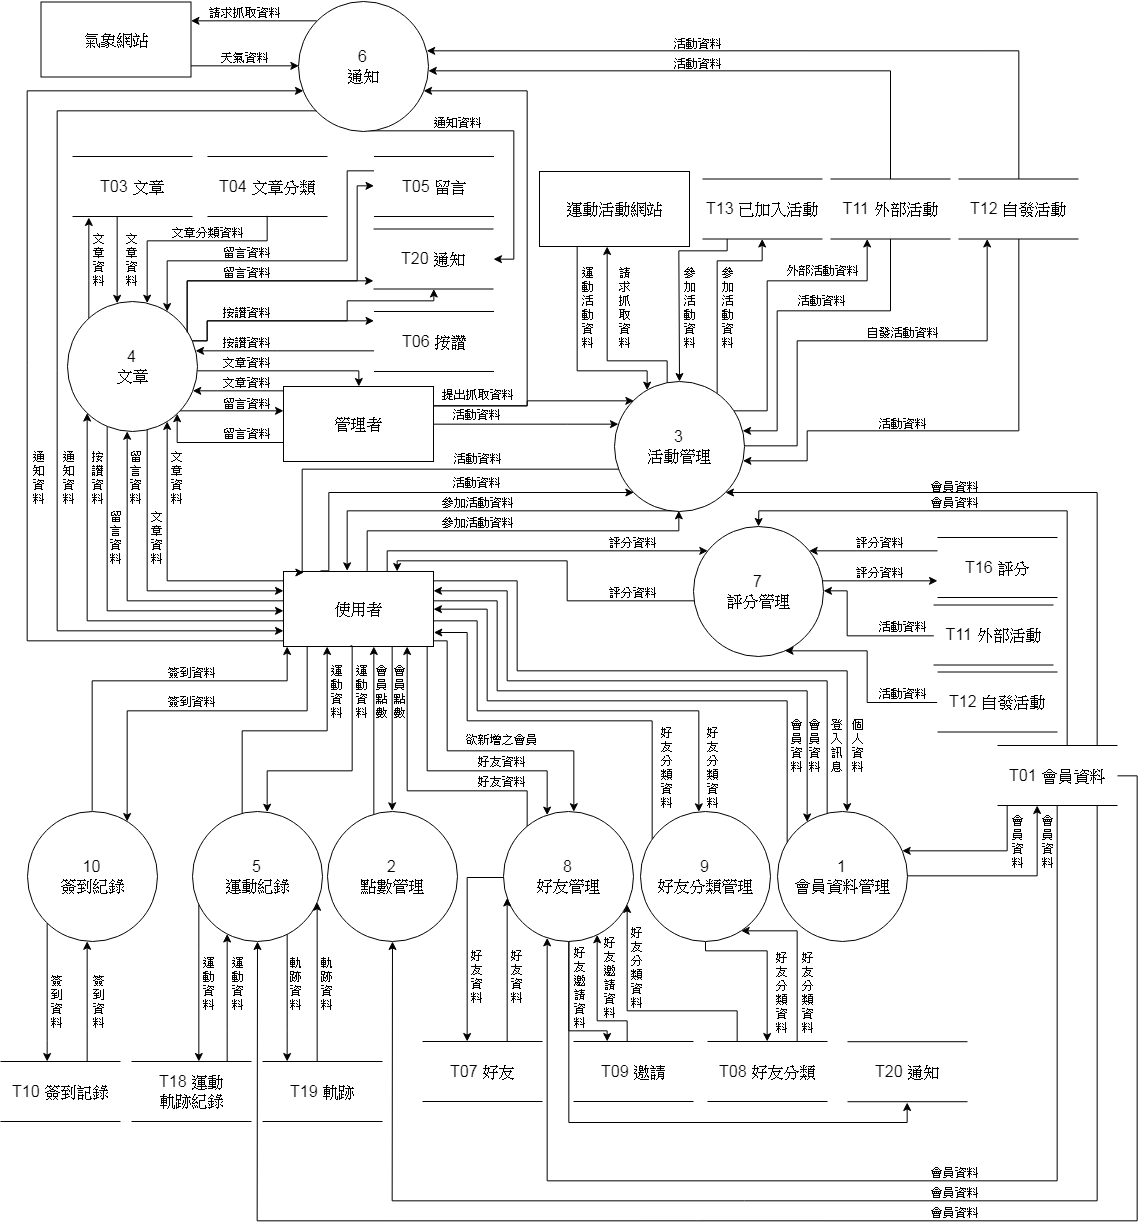 請求抓取資料
氣象網站
天氣資料
6
通知
活動資料
活動資料
通知資料
T03 文章
T04 文章分類
T05 留言
運動活動網站
T13 已加入活動
T11 外部活動
T12 自發活動
文章資料
文章資料
文章分類資料
留言資料
留言資料
T20 通知
運動活動資料
請求抓取資料
參加活動資料
參加活動資料
外部活動資料
活動資料
自發活動資料
按讚資料
按讚資料
T06 按讚
4
文章
文章資料
文章資料
留言資料
留言資料
管理者
提出抓取資料
活動資料
3
活動管理
活動資料
通知資料
通知資料
按讚資料
留言資料
文章資料
留言資料
文章資料
活動資料
活動資料
參加活動資料
參加活動資料
會員資料
會員資料
評分資料
評分資料
7
評分管理
評分資料
評分資料
T16 評分
活動資料
T11 外部活動
活動資料
T12 自發活動
使用者
簽到資料
簽到資料
運動資料
運動資料
會員點數
會員點數
欲新增之會員
好友資料
好友資料
好友分類資料
好友分類資料
會員資料
會員資料
登入訊息
個人資料
T01 會員資料
會員資料
會員資料
10
簽到紀錄
5
運動紀錄
2
點數管理
8
好友管理
9
好友分類管理
1
會員資料管理
簽到資料
簽到資料
運動資料
運動資料
軌跡資料
軌跡資料
好友資料
好友資料
好友邀請資料
好友邀請資料
好友分類資料
好友分類資料
好友分類資料
T10 簽到記錄
T18 運動
軌跡紀錄
T19 軌跡
T07 好友
T09 邀請
T08 好友分類
T20 通知
會員資料
會員資料
會員資料